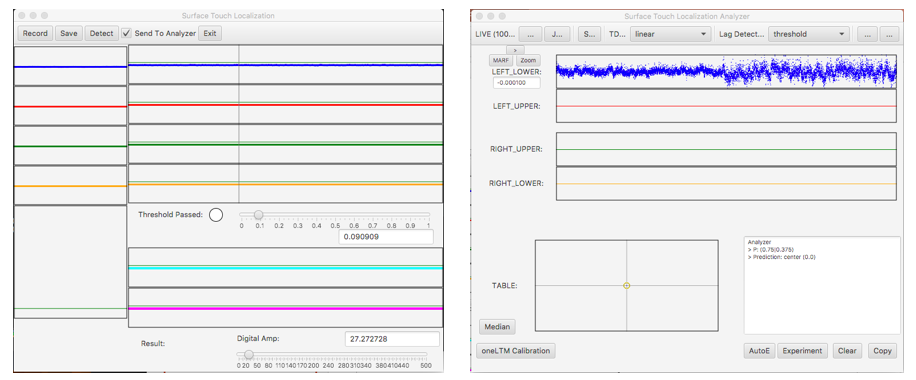 Surface Touch Localization
Record Save Detect Send To Analyzer Exit
Threshold Passed:
0 0.1 0.2 0.3 0.4 0.5 0.6 0.7 0.8 0.9 1
0.090909
Result:
Digital Amp:
27.272728
0 20 50 80 110 140 170 200 240 280 310 340 380 410 440 500
Surface Touch Localization Analyzer
LIVE (100... ... J... S... TD... linear Lag Detect... threshold ... ...
>
MARF Zoom
LEFT_LOWER:
-0.000100
LEFT_UPPER:
RIGHT_UPPER:
RIGHT_LOWER:
TABLE:
Analyzer
> P: (0.75|0.375)
> Prediction: center (0.0)
Median
oneLTM Calibration
AutoE Experiment Clear Copy